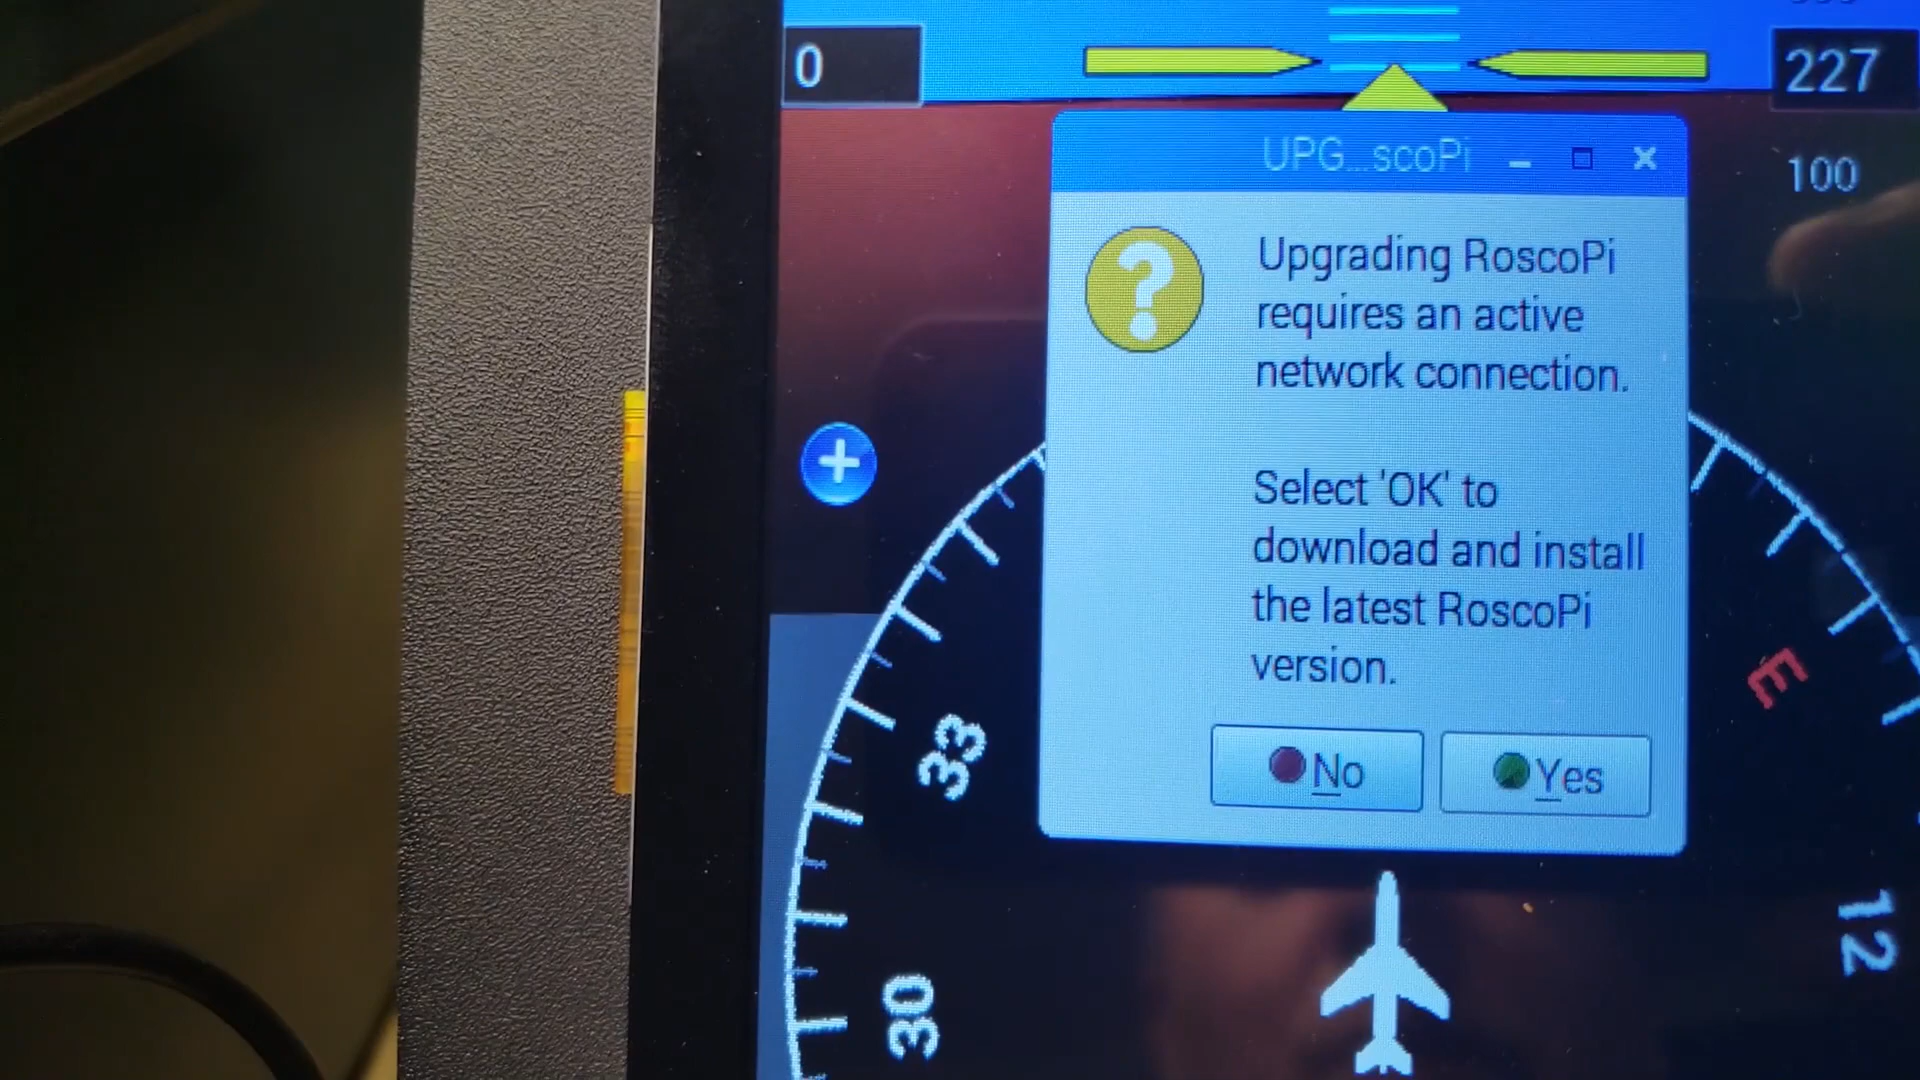 0
227
UPG...scoPi
100
Upgrading RoscoPi
requires an active
network connection.
Select 'OK' to
download and install
the latest RoscoPi
version.
No
Yes
E
33
12
30